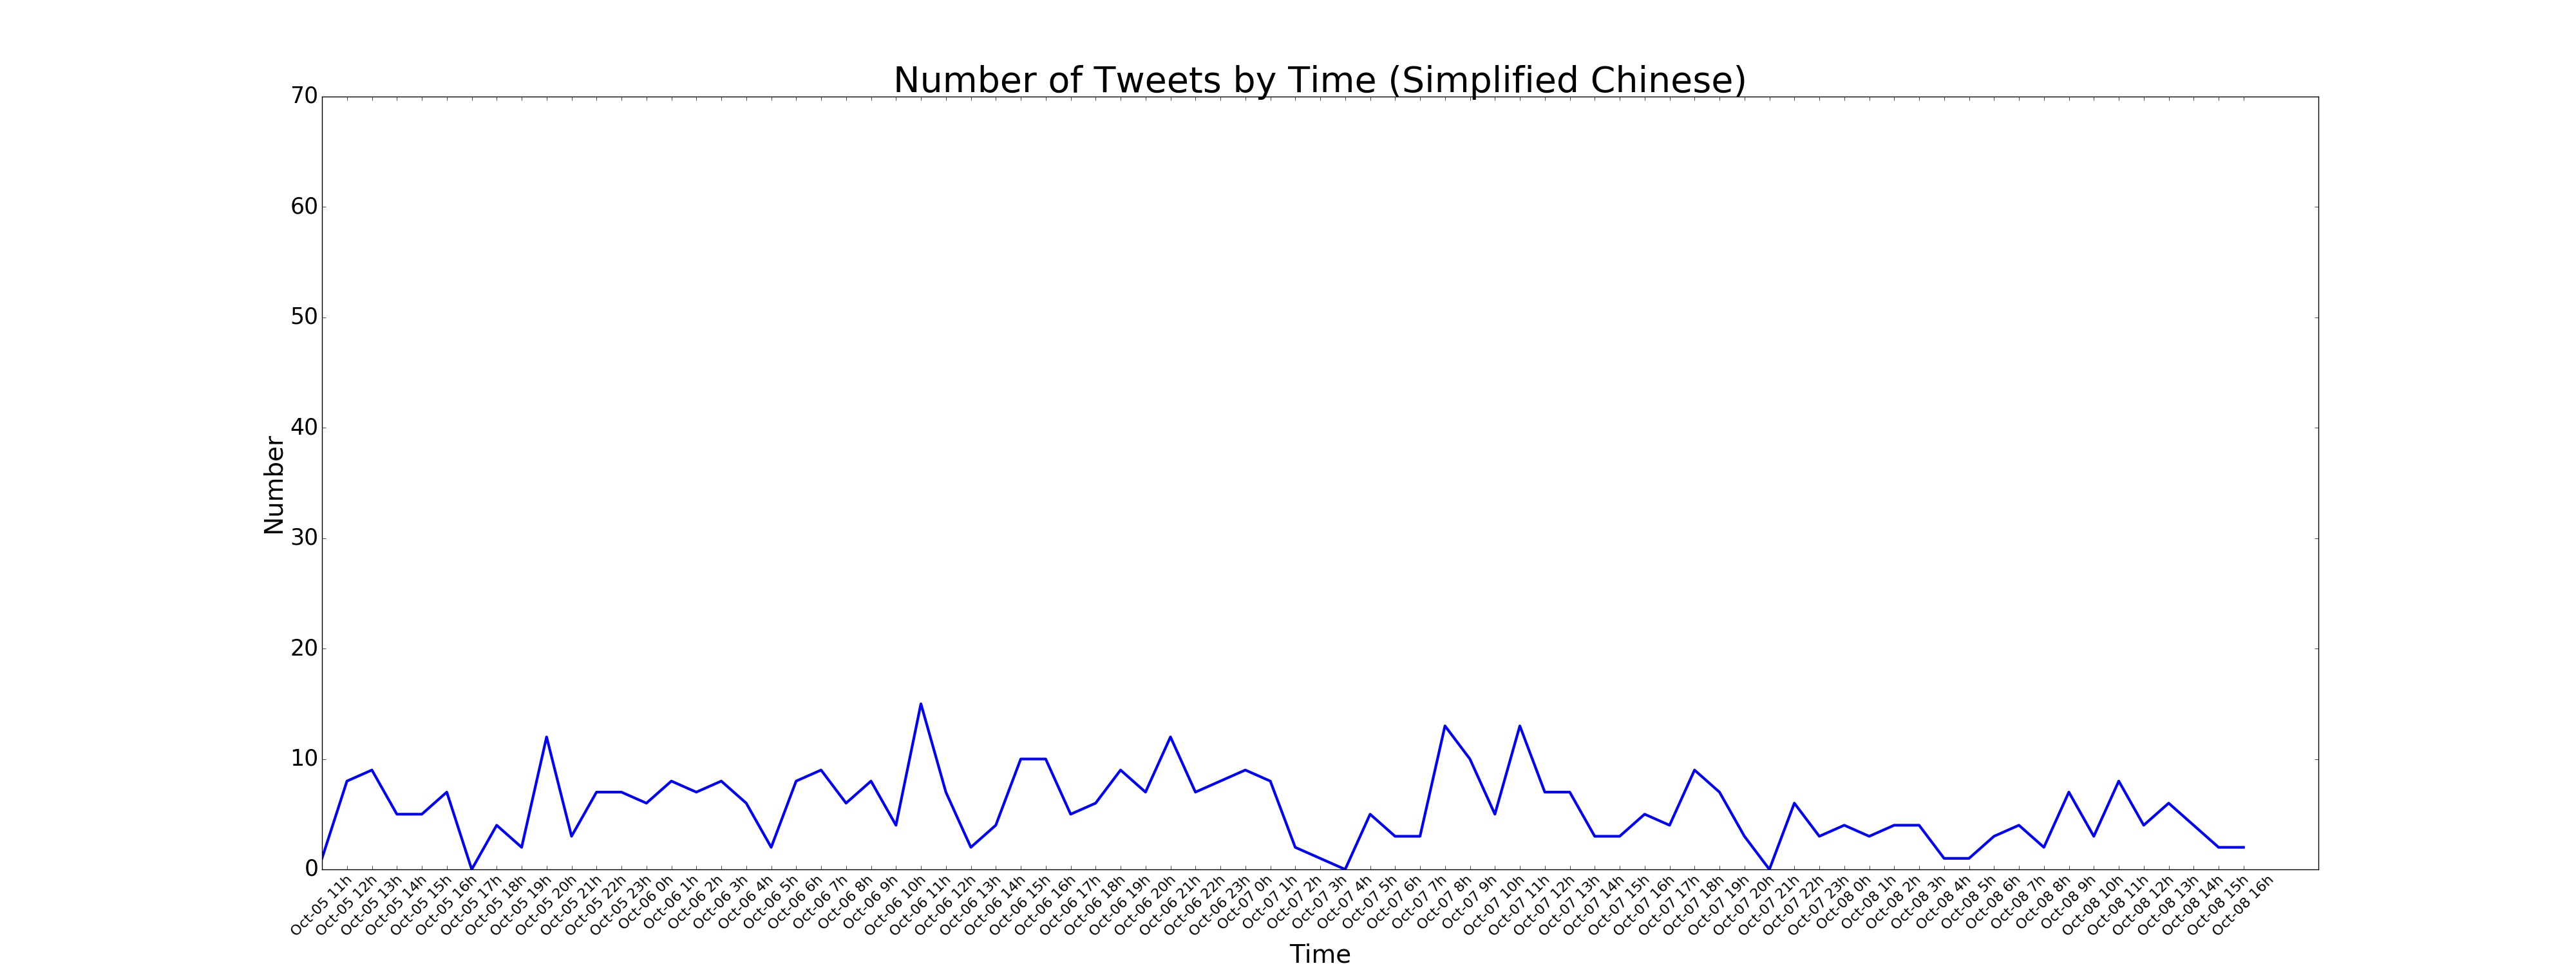 Number of Tweets by Time (Simplified Chinese)
70
60
50
40
30
20
10
0
Number
Oct-05 11h
Oct-05 12h
Oct-05 13h
Oct-05 14h
Oct-05 15h
Oct-05 16h
Oct-05 17h
Oct-05 18h
Oct-05 19h
Oct-05 20h
Oct-05 21h
Oct-05 22h
Oct-05 23h
Oct-06 0h
Oct-06 1h
Oct-06 2h
Oct-06 3h
Oct-06 4h
Oct-06 5h
Oct-06 6h
Oct-06 7h
Oct-06 8h
Oct-06 9h
Oct-06 10h
Oct-06 11h
Oct-06 12h
Oct-06 13h
Oct-06 14h
Oct-06 15h
Oct-06 16h
Oct-06 17h
Oct-06 18h
Oct-06 19h
Oct-06 20h
Oct-06 21h
Oct-06 22h
Oct-06 23h
Oct-07 0h
Oct-07 1h
Oct-07 2h
Oct-07 3h
Oct-07 4h
Oct-07 5h
Oct-07 6h
Oct-07 7h
Oct-07 8h
Oct-07 9h
Oct-07 10h
Oct-07 11h
Oct-07 12h
Oct-07 13h
Oct-07 14h
Oct-07 15h
Oct-07 16h
Oct-07 17h
Oct-07 18h
Oct-07 19h
Oct-07 20h
Oct-07 21h
Oct-07 22h
Oct-07 23h
Oct-08 0h
Oct-08 1h
Oct-08 2h
Oct-08 3h
Oct-08 4h
Oct-08 5h
Oct-08 6h
Oct-08 7h
Oct-08 8h
Oct-08 9h
Oct-08 10h
Oct-08 11h
Oct-08 12h
Oct-08 13h
Oct-08 14h
Oct-08 15h
Oct-08 16h
Time